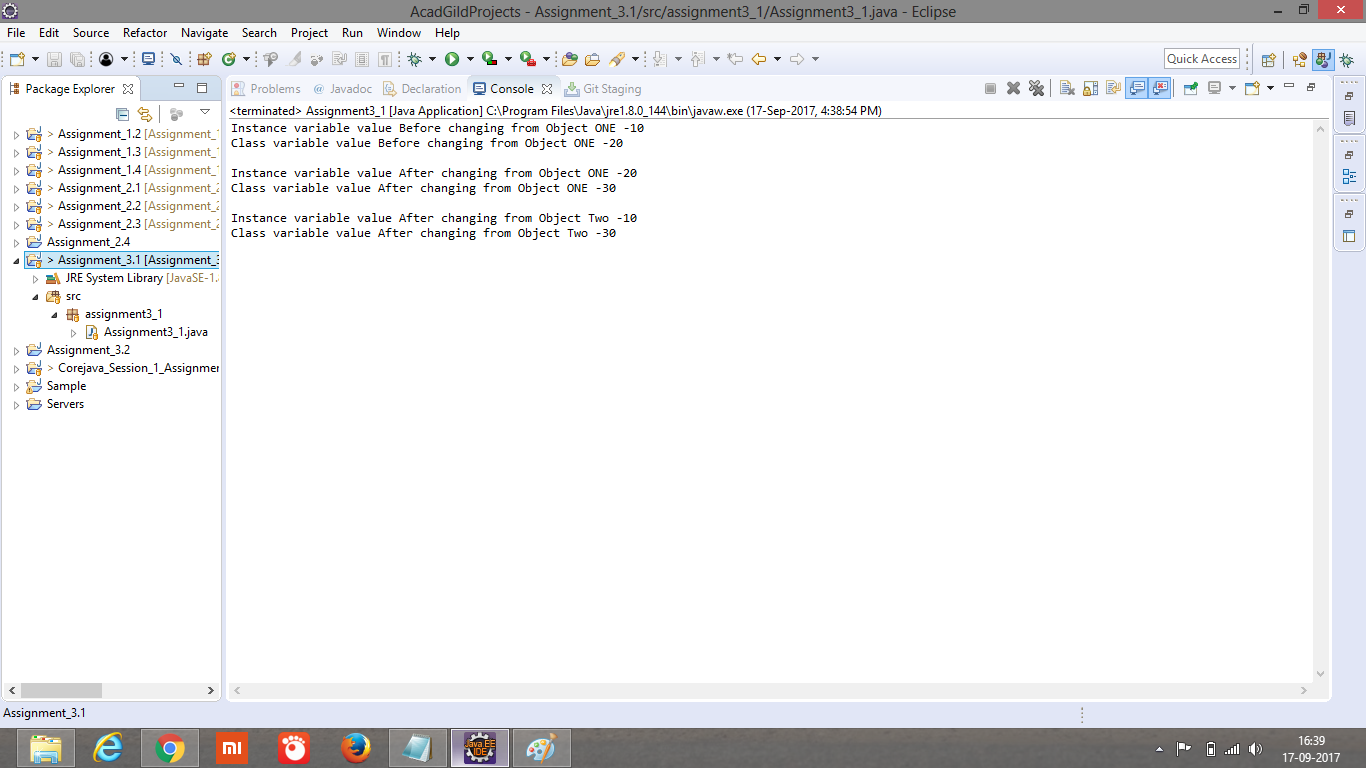 AcadGildProjects - Assignment_3.1/src/assignment3_1/Assignment3_1.java - Eclipse
File Edit Source Refactor Navigate Search Project Run Window Help
Quick Access
Package Explorer
Problems @ Javadoc Declaration Console Git Staging
<terminated> Assignment3_1 [Java Application] C:\Program Files\Java\jre1.8.0_144\bin\javaw.exe (17-Sep-2017, 4:38:54 PM)
> Assignment_1.2 [Assignment_1
> Assignment_1.3 [Assignment_1
> Assignment_1.4 [Assignment_1
> Assignment_2.1 [Assignment_2
> Assignment_2.2 [Assignment_2
> Assignment_2.3 [Assignment_2
Assignment_2.4
> Assignment_3.1 [Assignment_3
JRE System Library [JavaSE-1.
src
assignment3_1
Assignment3_1.java
Assignment_3.2
> Corejava_Session_1_Assignmer
Sample
Servers
Instance variable value Before changing from Object ONE -10
Class variable value Before changing from Object ONE -20
Instance variable value After changing from Object ONE -20
Class variable value After changing from Object ONE -30
Instance variable value After changing from Object Two -10
Class variable value After changing from Object Two -30
Assignment_3.1
mi
Java EE
IDE
16:39
17-09-2017